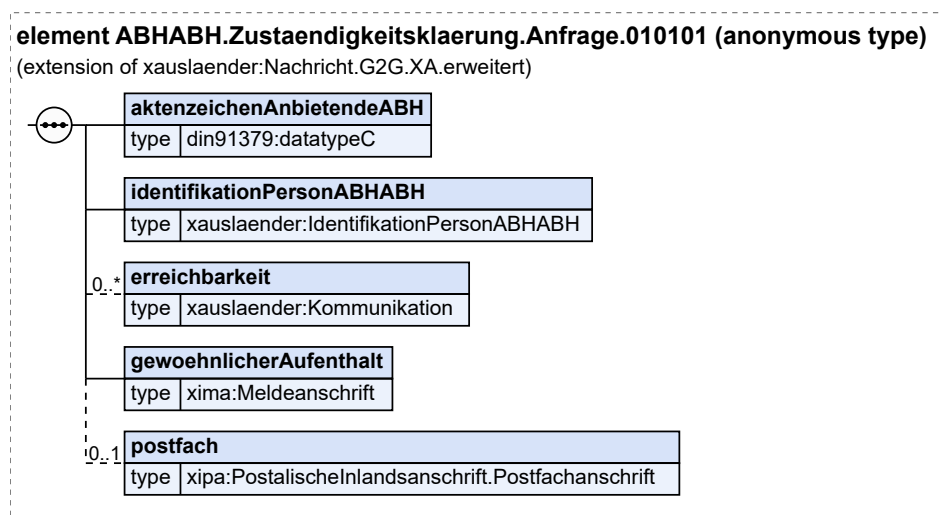 element ABHABH.Zustaendigkeitsklaerung.Anfrage.010101 (anonymous type)
(extension of xauslaender:Nachricht.G2G.XA.erweitert)
aktenzeichenAnbietendeABH
type din91379:datatypeC
identifikationPersonABHABH
type xauslaender:IdentifikationPersonABHABH
0..* erreichbarkeit
type xauslaender:Kommunikation
gewoehnlicherAufenthalt
type xima:Meldeanschrift
0..1 postfach
type xipa:PostalischeInlandsanschrift.Postfachanschrift